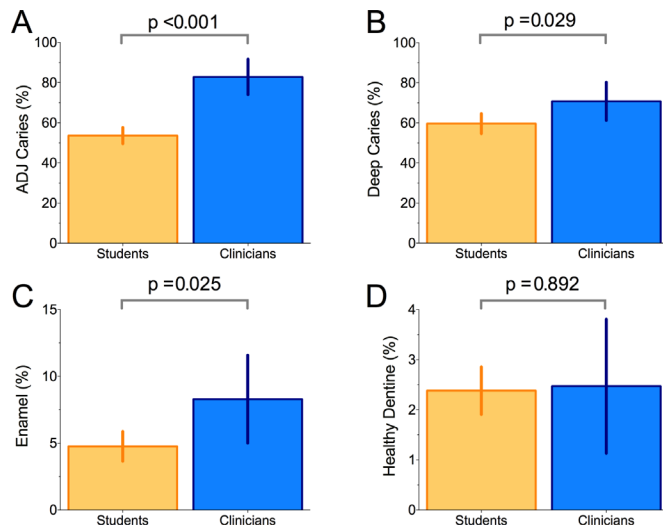 A
p <0.001
100
80
60
40
20
0
ADJ Caries (%)
Students
Clinicians
B
p =0.029
100
80
60
40
20
0
Deep Caries (%)
Students
Clinicians
C
p =0.025
15
10
5
0
Enamel (%)
Students
Clinicians
D
p =0.892
4
3
2
1
0
Healthy Dentine (%)
Students
Clinicians